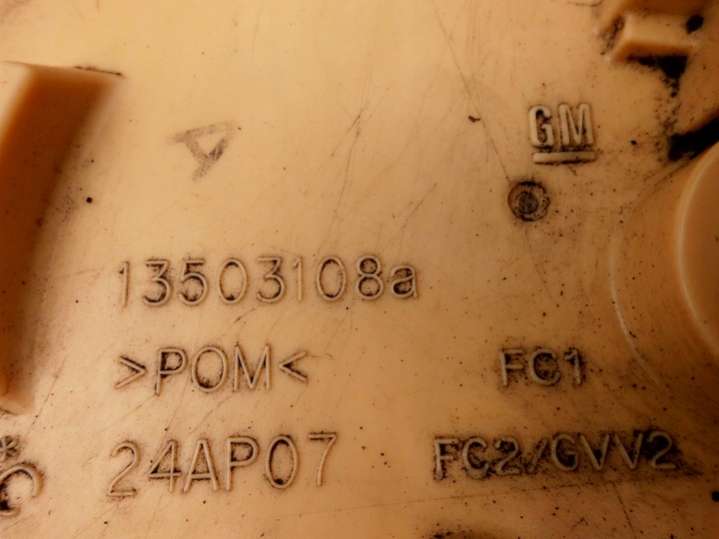 GM
13503108a
>POM<
FC1
24AP07
FC2/GVV2